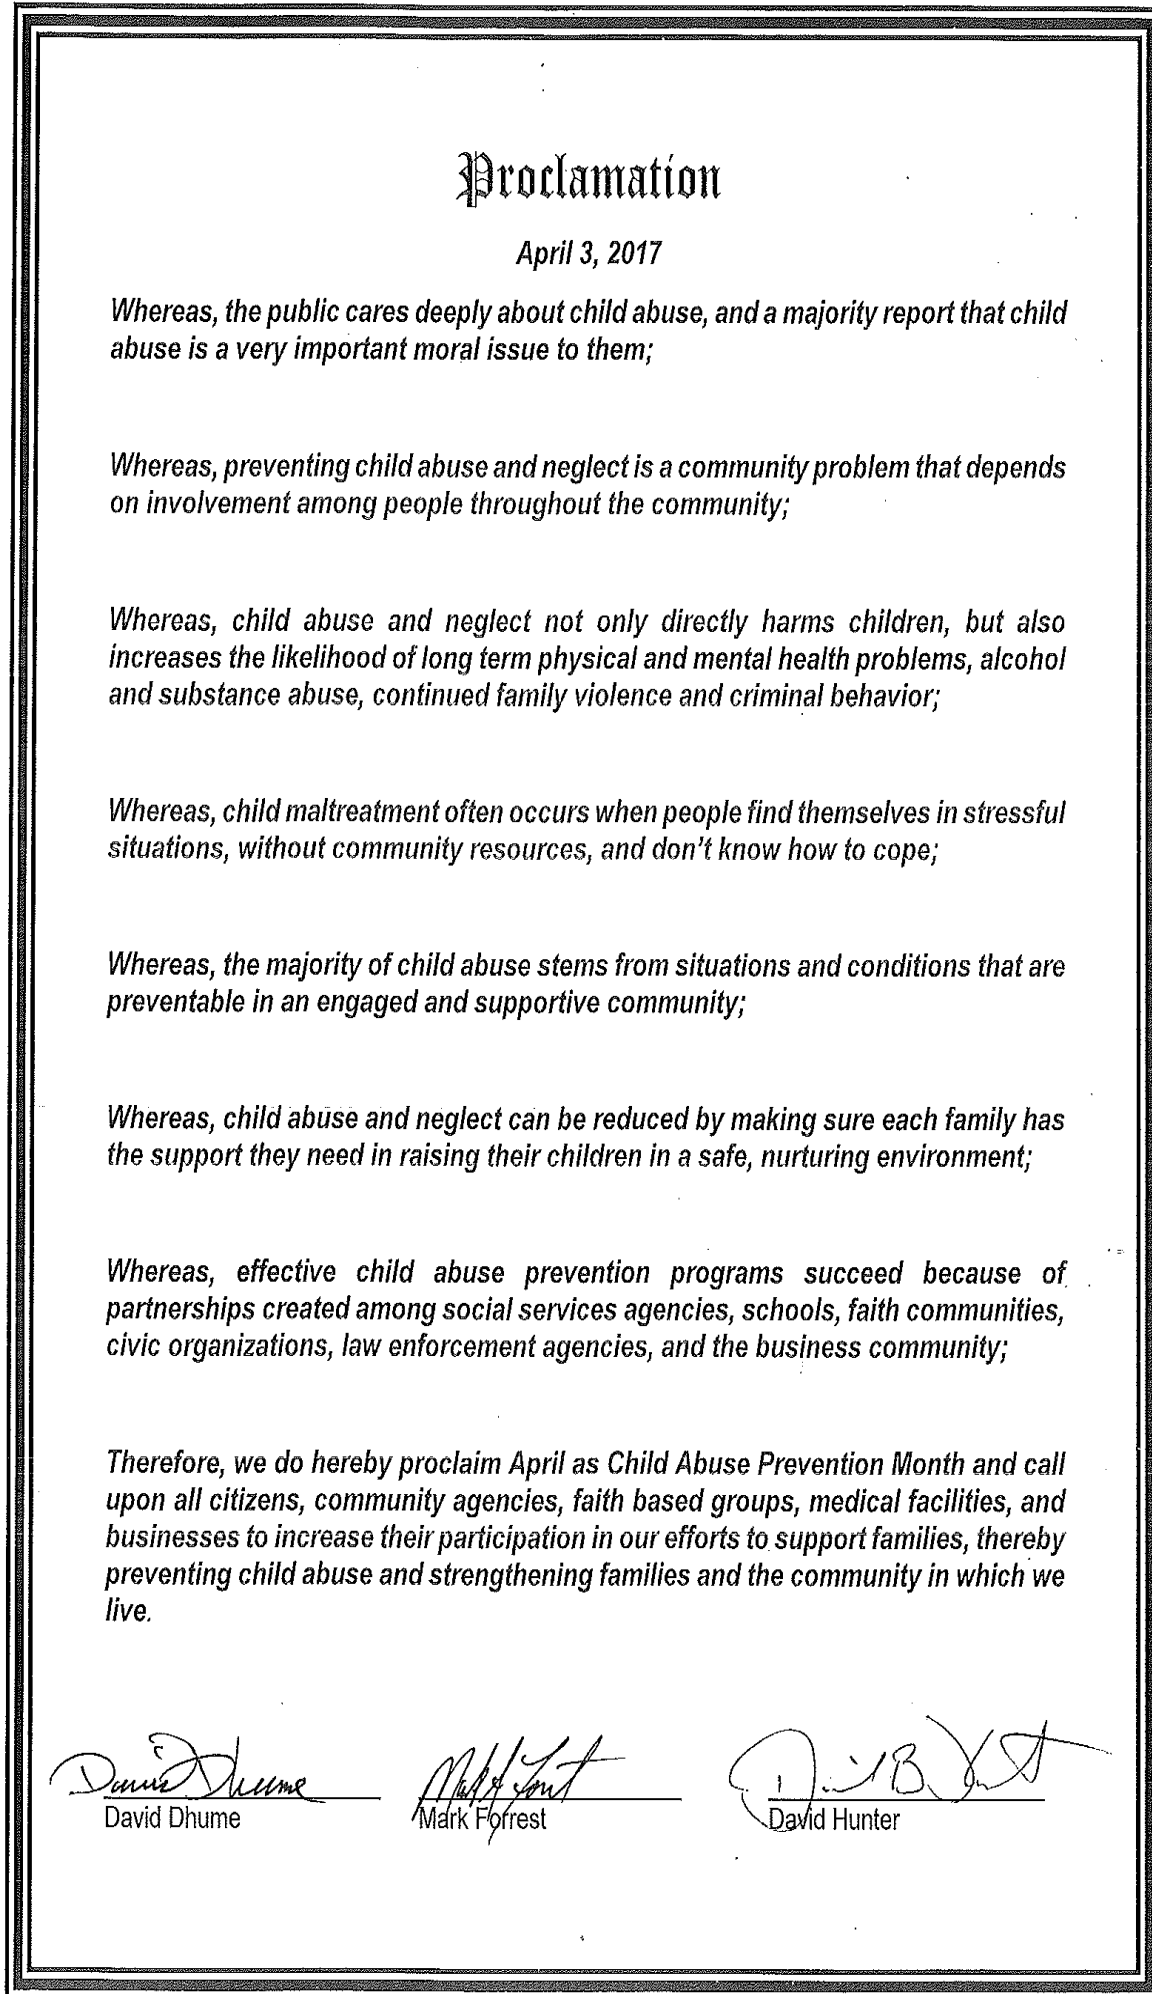 Proclamation
April 3, 2017
Whereas, the public cares deeply about child abuse, and a majority report that child
abuse is a very important moral issue to them;
Whereas, preventing child abuse and neglect is a community problem that depends
on involvement among people throughout the community;
Whereas, child abuse and neglect not only directly harms children, but also
increases the likelihood of long term physical and mental health problems, alcohol
and substance abuse, continued family violence and criminal behavior;
Whereas, child maltreatment often occurs when people find themselves in stressful
situations, without community resources, and don't know how to cope;
Whereas, the majority of child abuse stems from situations and conditions that are
preventable in an engaged and supportive community;
Whereas, child abuse and neglect can be reduced by making sure each family has
the support they need in raising their children in a safe, nurturing environment;
Whereas, effective child abuse prevention programs succeed because of
partnerships created among social services agencies, schools, faith communities,
civic organizations, law enforcement agencies, and the business community;
Therefore, we do hereby proclaim April as Child Abuse Prevention Month and call
upon all citizens, community agencies, faith based groups, medical facilities, and
businesses to increase their participation in our efforts to support families, thereby
preventing child abuse and strengthening families and the community in which we
live.
David Dhume Mark Forrest David Hunter